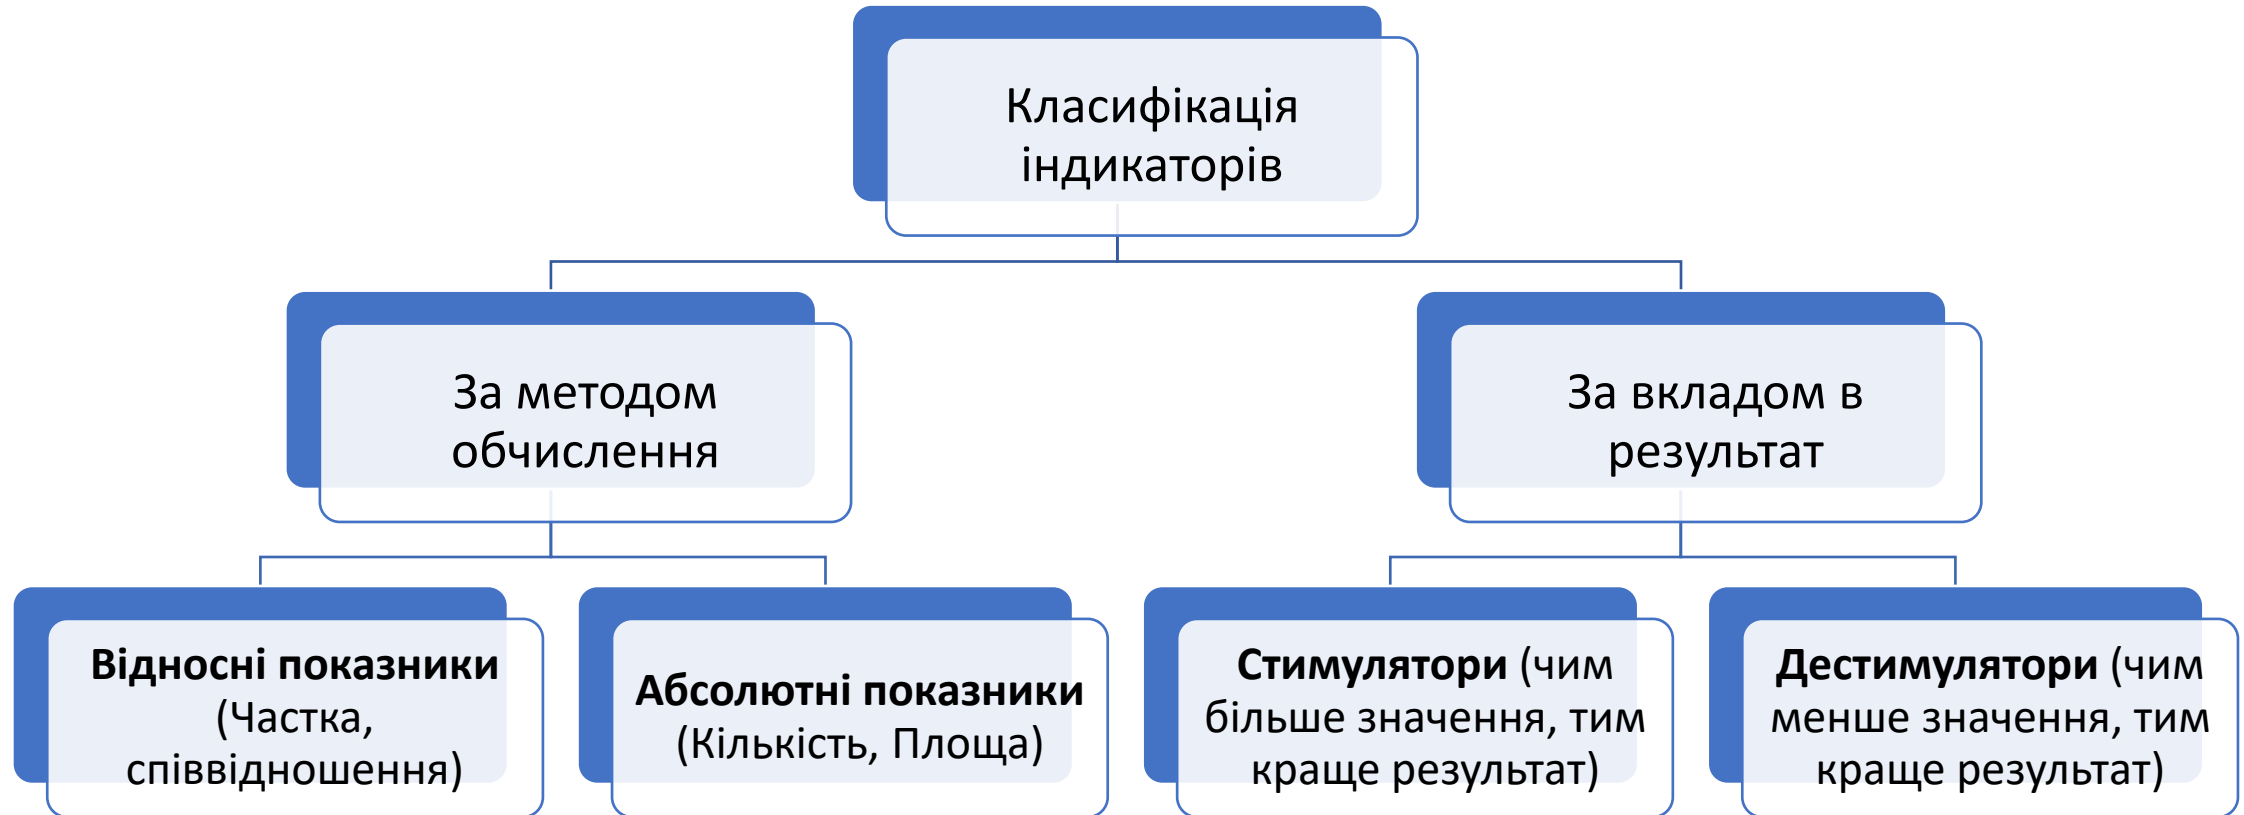 Класифікація
індикаторів
За методом
обчислення
За вкладом в
результат
Відносні показники
(Частка,
співвідношення)
Абсолютні показники
(Кількість, Площа)
Стимулятори (чим
більше значення, тим
краще результат)
Дестимулятори (чим
менше значення, тим
краще результат)